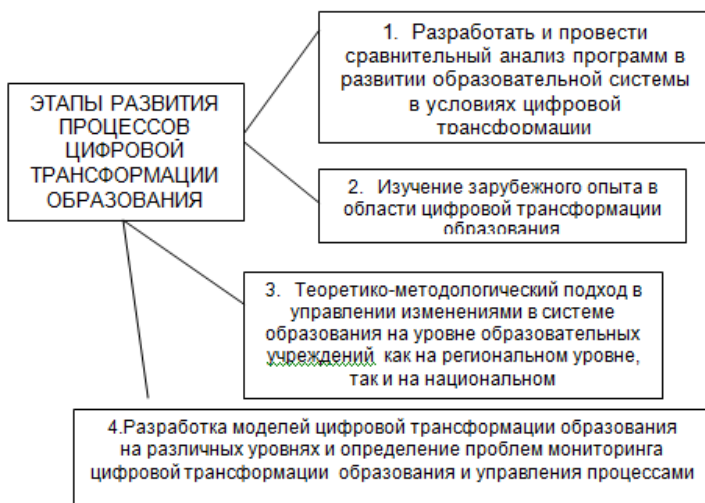 ЭТАПЫ РАЗВИТИЯ
ПРОЦЕССОВ
ЦИФРОВОЙ
ТРАНСФОРМАЦИИ
ОБРАЗОВАНИЯ
1. Разработать и провести
сравнительный анализ программ в
развитии образовательной системы
в условиях цифровой
трансформации
2. Изучение зарубежного опыта в
области цифровой трансформации
образования
3. Теоретико-методологический подход в
управлении изменениями в системе
образования на уровне образовательных
учреждений как на региональном уровне,
так и на национальном
4.Разработка моделей цифровой трансформации образования
на различных уровнях и определение проблем мониторинга
цифровой трансформации образования и управления процессами